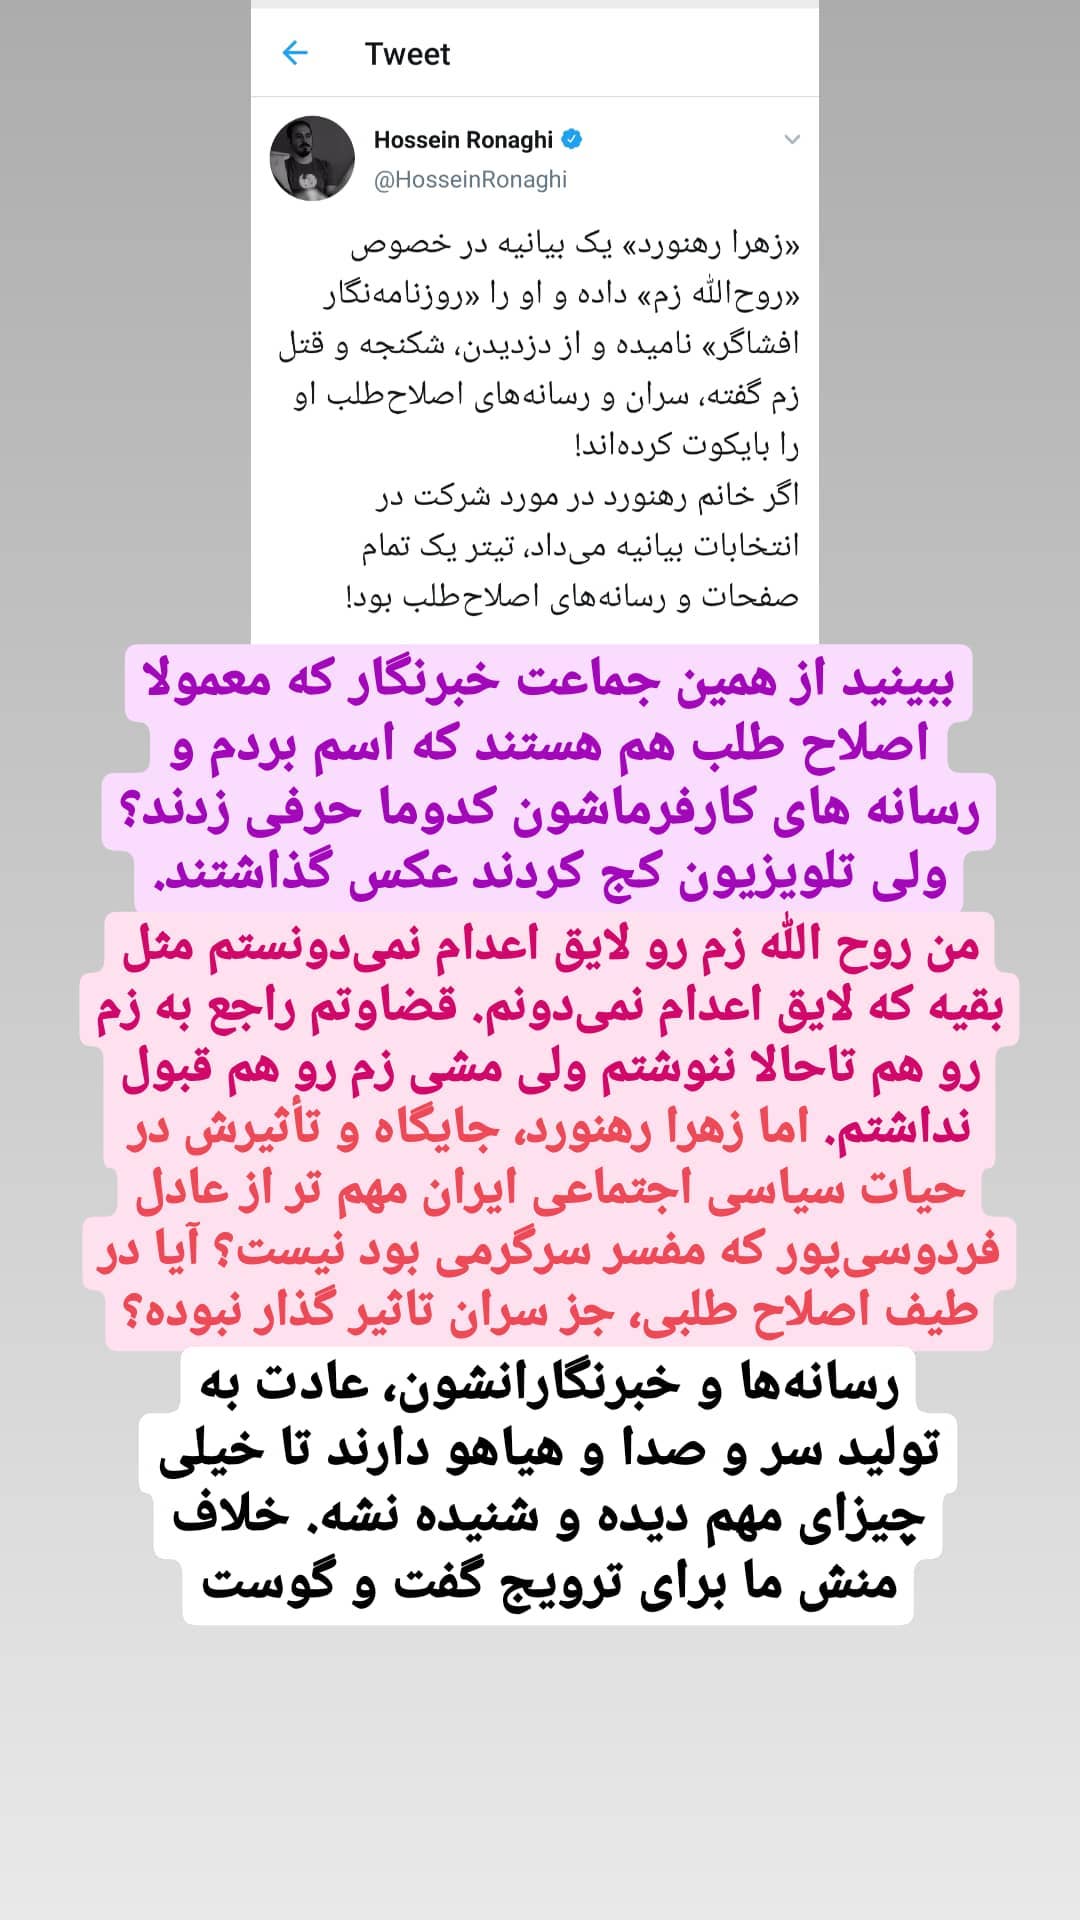 Tweet
Hossein Ronaghi
@HosseinRonaghi
«زهرا رهنورد» یک بیانیه در خصوص
«روح‌الله زم» داده و او را «روزنامه‌نگار
افشاگر» نامیده و از دزدیدن، شکنجه و قتل
زم گفته، سران و رسانه‌های اصلاح‌طلب او
را بایکوت کرده‌اند!
اگر خانم رهنورد در مورد شرکت در
انتخابات بیانیه می‌داد، تیتر یک تمام
صفحات و رسانه‌های اصلاح‌طلب بود!
ببینید از همین جماعت خبرنگار که معمولا
اصلاح طلب هم هستند که اسم بردم و
رسانه های کارفرماشون کدوما حرفی زدند؟
ولی تلویزیون کج کردند عکس گذاشتند.
من روح الله زم رو لایق اعدام نمی‌دونستم مثل
بقیه که لایق اعدام نمی‌دونم. قضاوتم راجع به زم
رو هم تاحالا ننوشتم ولی مشی زم رو هم قبول
نداشتم. اما زهرا رهنورد، جایگاه و تأثیرش در
حیات سیاسی اجتماعی ایران مهم تر از عادل
فردوسی‌پور که مفسر سرگرمی بود نیست؟ آیا در
طیف اصلاح طلبی، جز سران تاثیر گذار نبوده؟
رسانه‌ها و خبرنگارانشون، عادت به
تولید سر و صدا و هیاهو دارند تا خیلی
چیزای مهم دیده و شنیده نشه. خلاف
منش ما برای ترویج گفت و گوست